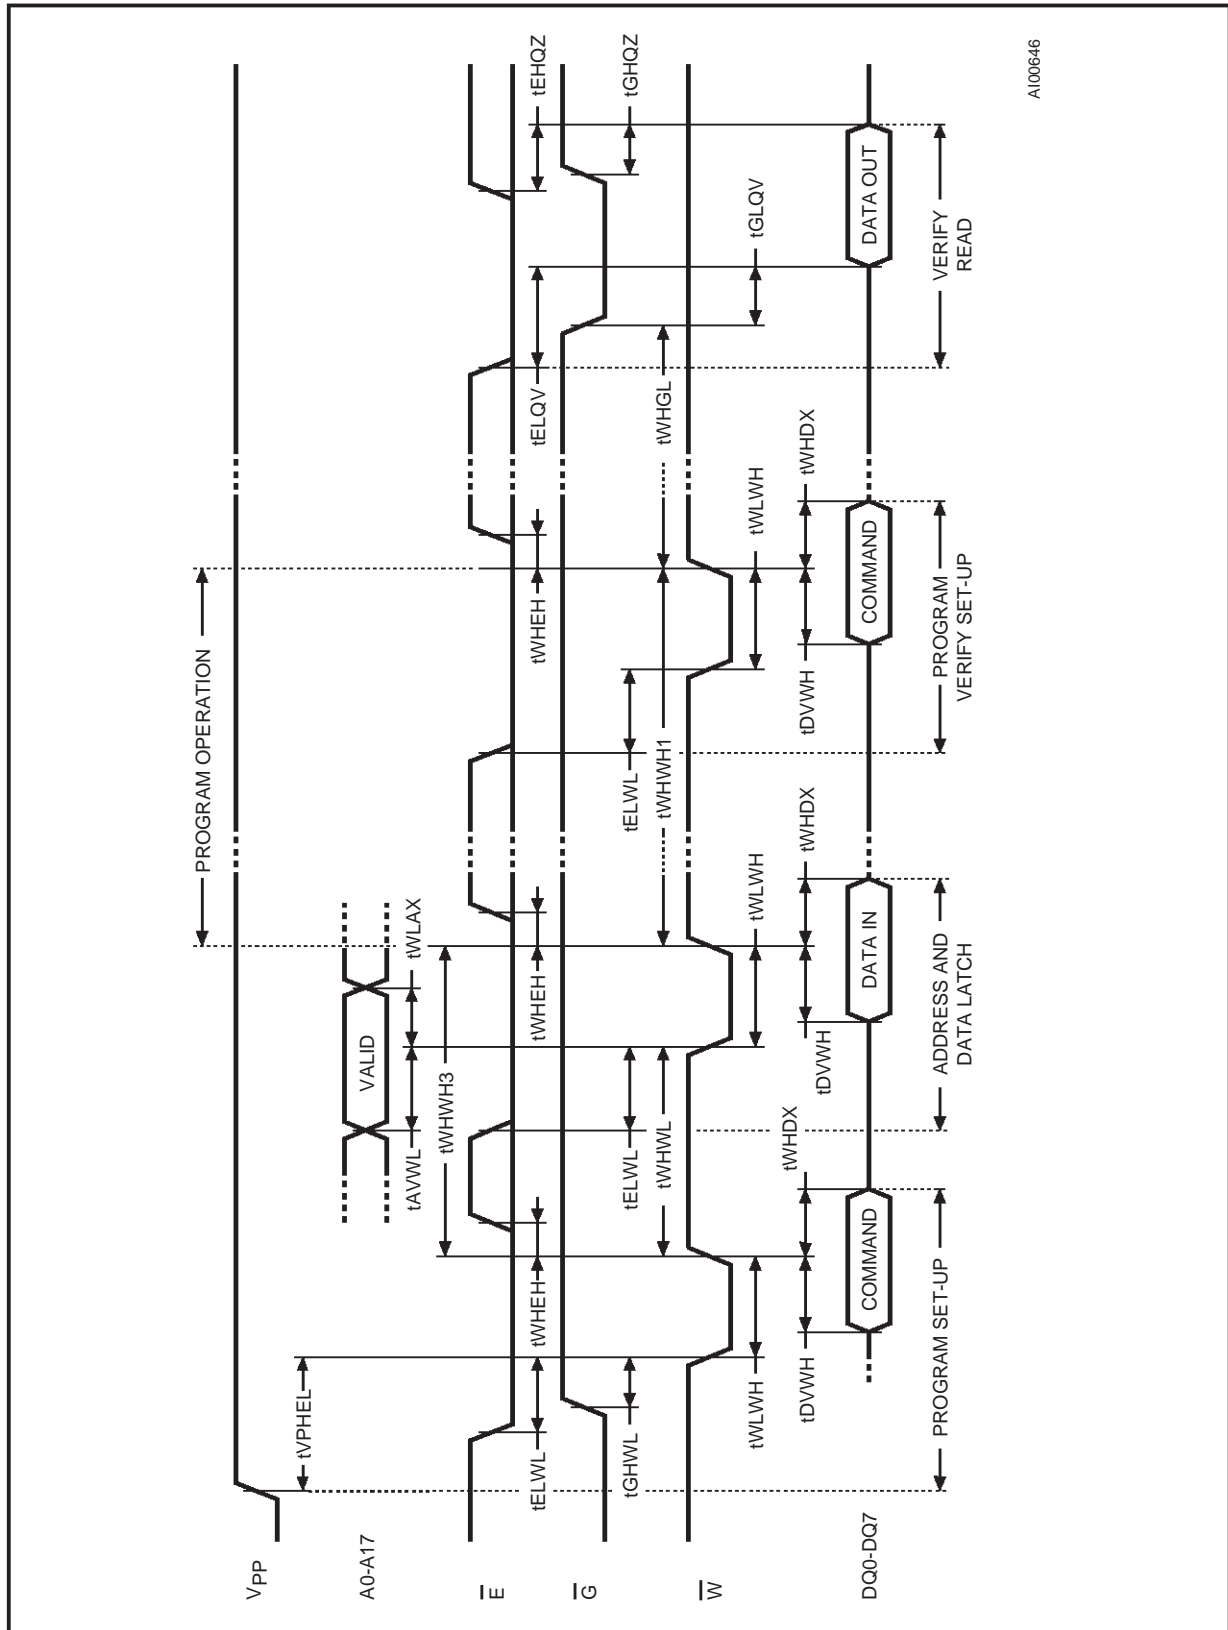 PROGRAM OPERATION
VPP
tVPHEL
A0-A17
VALID
tAVWL
tWLAX
tWHWH3
E
tELWL
tWHEH
tWHEH
tWHEH
tELQV
tEHQZ
G
tGHWL
tELWL
tELWL
tGHQZ
tWHWL
tWHWH1
tWHGL
W
tWLWH
tWLWH
tWLWH
tGLQV
tDVWH
tWHDX
tDVWH
tWHDX
tDVWH
tWHDX
DQ0-DQ7
COMMAND
DATA IN
COMMAND
DATA OUT
PROGRAM SET-UP
ADDRESS AND
DATA LATCH
PROGRAM
VERIFY SET-UP
VERIFY
READ
AI00646